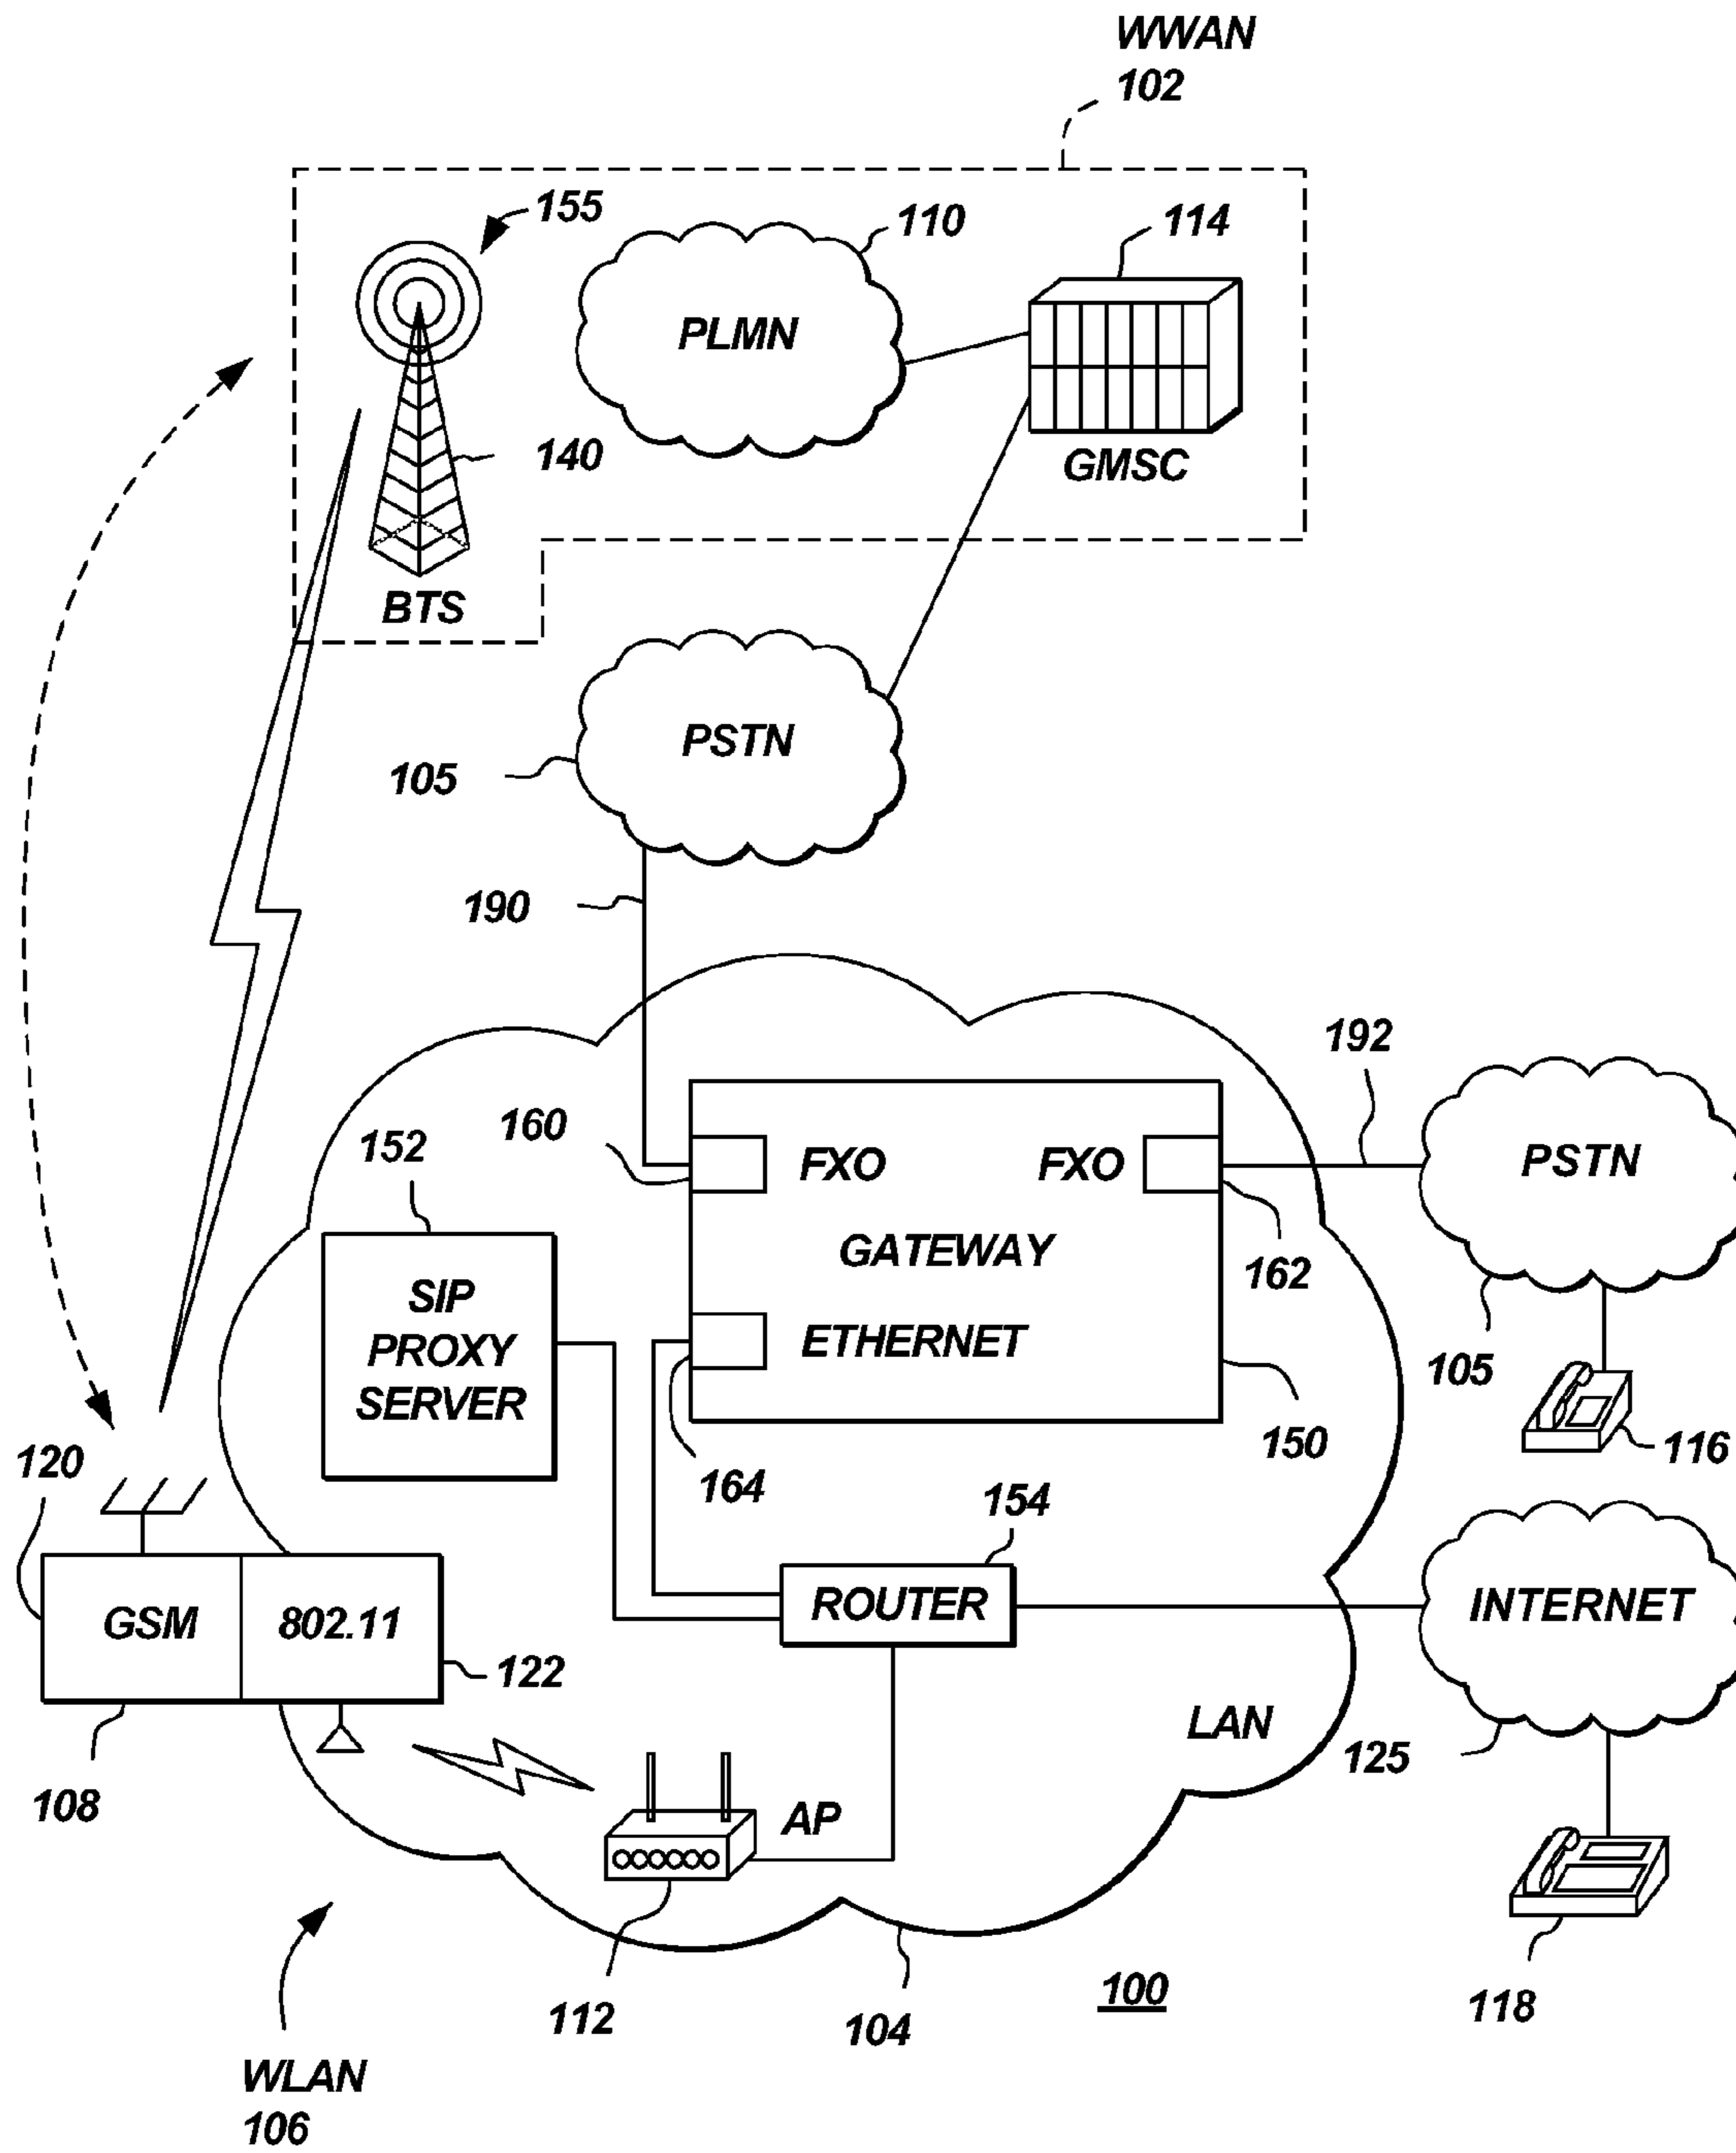 WWAN
102
155
110
114
PLMN
140
GMSC
BTS
PSTN
105
190
192
160
152
FXO
FXO
PSTN
GATEWAY
162
SIP
PROXY
SERVER
ETHERNET
105
150
116
120
164
154
GSM
802.11
ROUTER
INTERNET
122
LAN
125
108
AP
112
104
100
118
WLAN
106